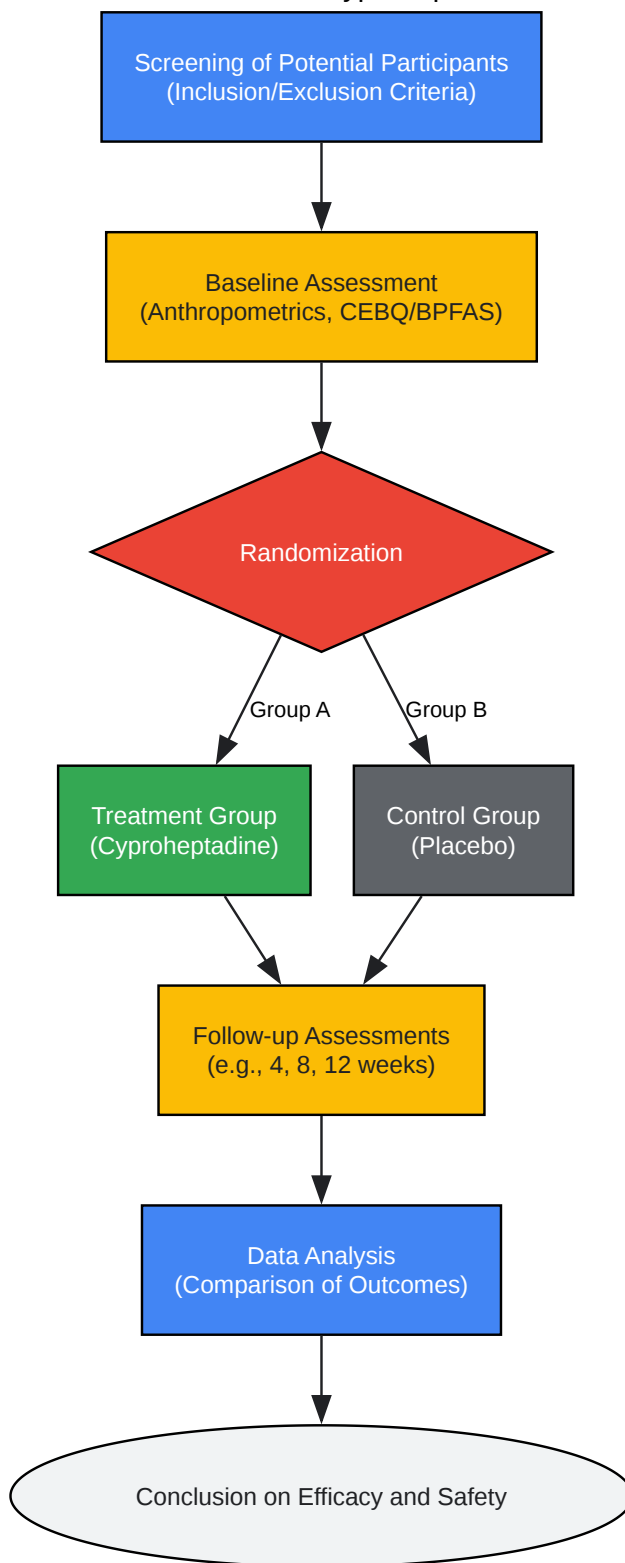 Screening of Potential Participants
(Inclusion/Exclusion Criteria)
Baseline Assessment
(Anthropometrics, CEBQ/BPFAS)
Randomization
Group A
Group B
Treatment Group
(Cyproheptadine)
Control Group
(Placebo)
Follow-up Assessments
(e.g., 4, 8, 12 weeks)
Data Analysis
(Comparison of Outcomes)
Conclusion on Efficacy and Safety